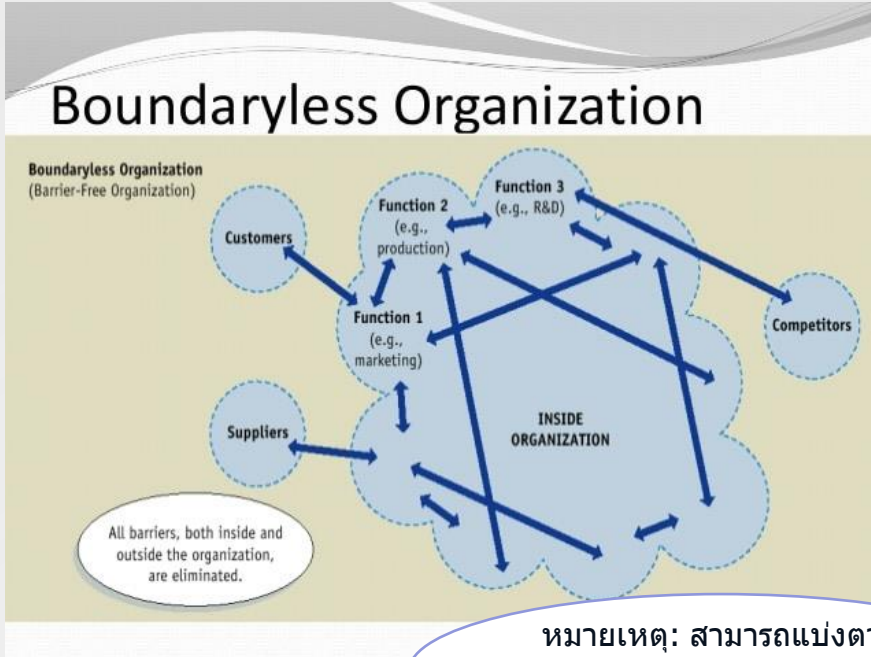 Boundaryless Organization
Boundaryless Organization
(Barrier-Free Organization)
Customers
Function 2
(e.g.,
production)
Function 3
(e.g., R&D)
Function 1
(e.g.,
marketing)
Competitors
Suppliers
INSIDE
ORGANIZATION
All barriers, both inside and
outside the organization,
are eliminated.
หมายเหตุ: สามารถแบ่งตา